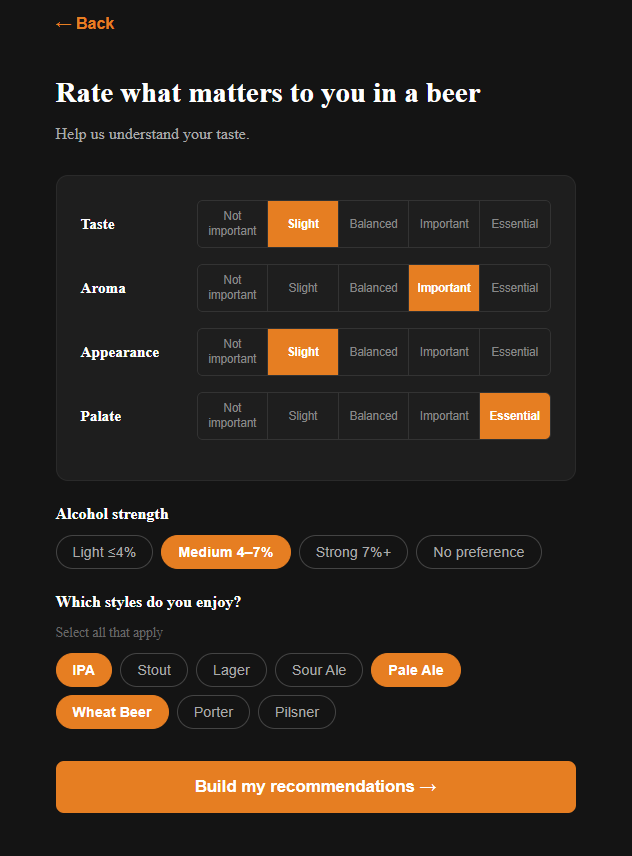 ← Back
Rate what matters to you in a beer
Help us understand your taste.
Taste Not important Slight Balanced Important Essential
Aroma Not important Slight Balanced Important Essential
Appearance Not important Slight Balanced Important Essential
Palate Not important Slight Balanced Important Essential
Alcohol strength
Light ≤4% Medium 4–7% Strong 7%+ No preference
Which styles do you enjoy?
Select all that apply
IPA Stout Lager Sour Ale Pale Ale
Wheat Beer Porter Pilsner
Build my recommendations →